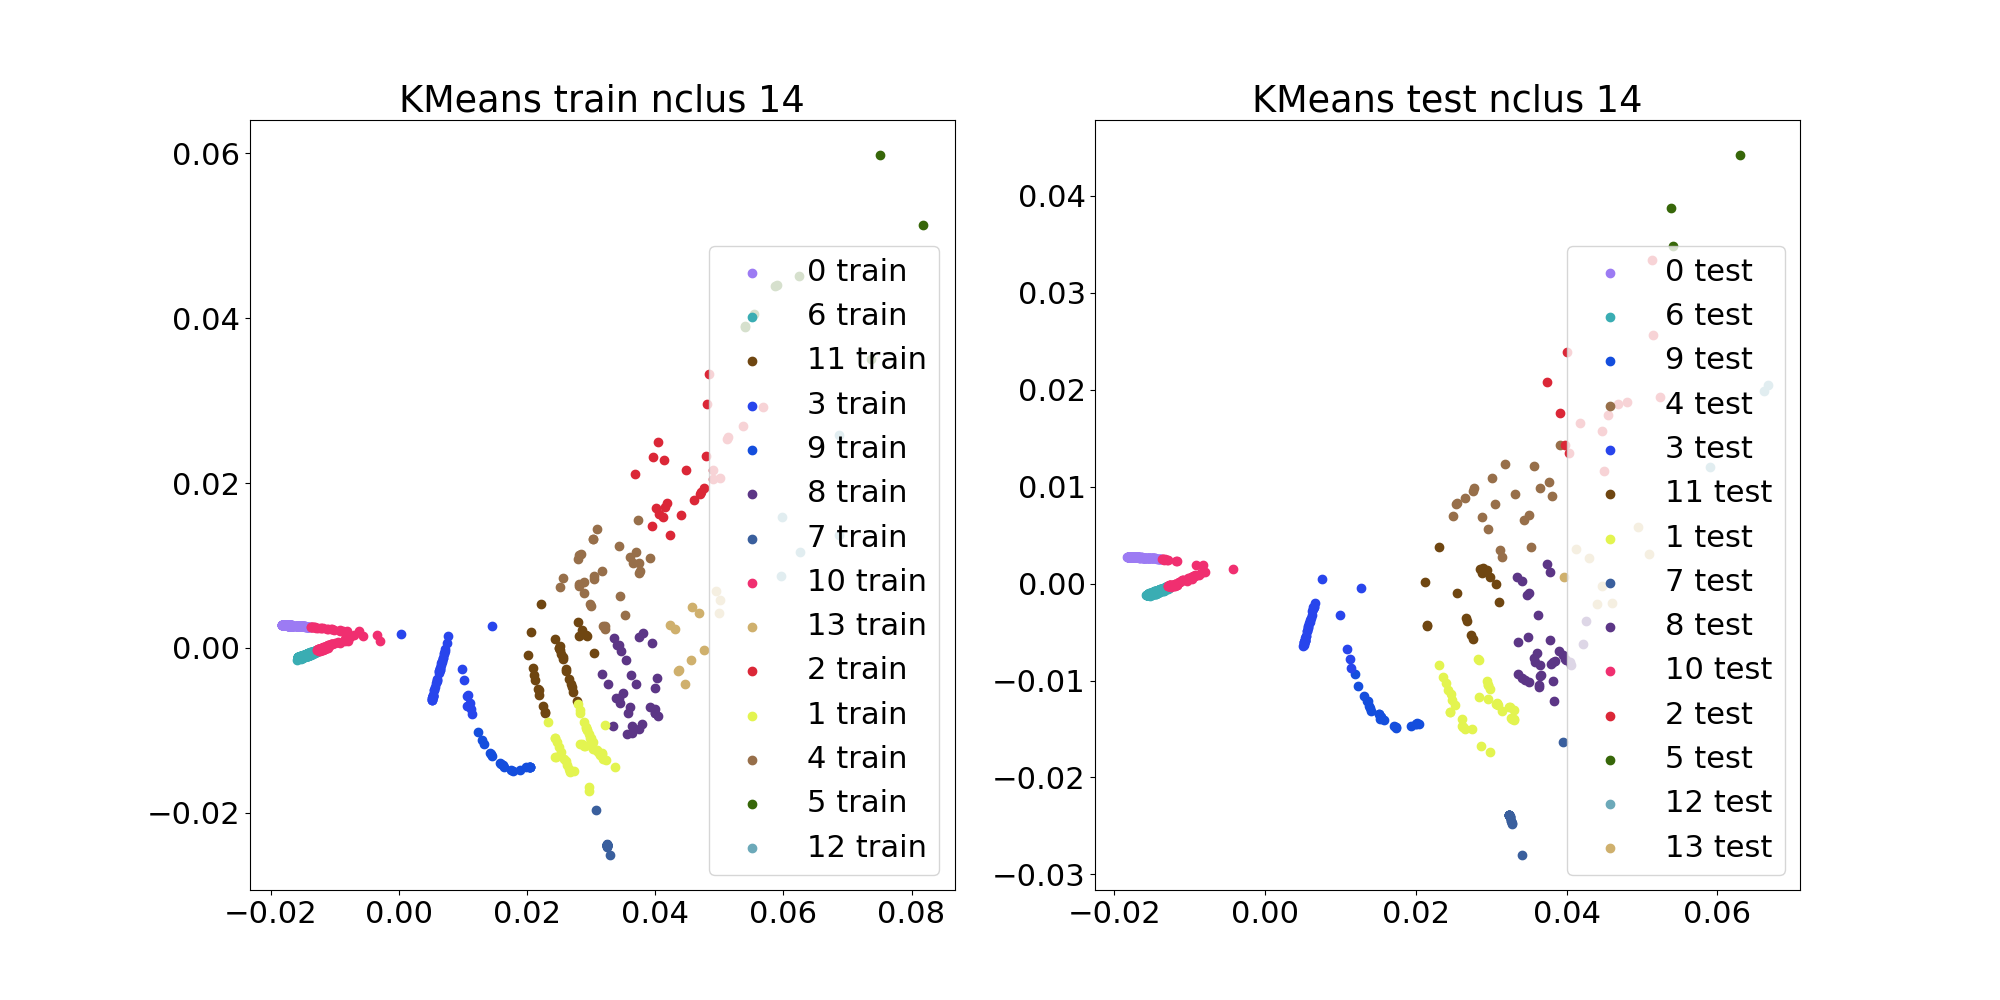 KMeans train nclus 14
0.06
0.04
0.02
0.00
−0.02
−0.02 0.00 0.02 0.04 0.06 0.08
0 train
6 train
11 train
3 train
9 train
8 train
7 train
10 train
13 train
2 train
1 train
4 train
5 train
12 train
KMeans test nclus 14
0.04
0.03
0.02
0.01
0.00
−0.01
−0.02
−0.03
−0.02 0.00 0.02 0.04 0.06
0 test
6 test
9 test
4 test
3 test
11 test
1 test
7 test
8 test
10 test
2 test
5 test
12 test
13 test